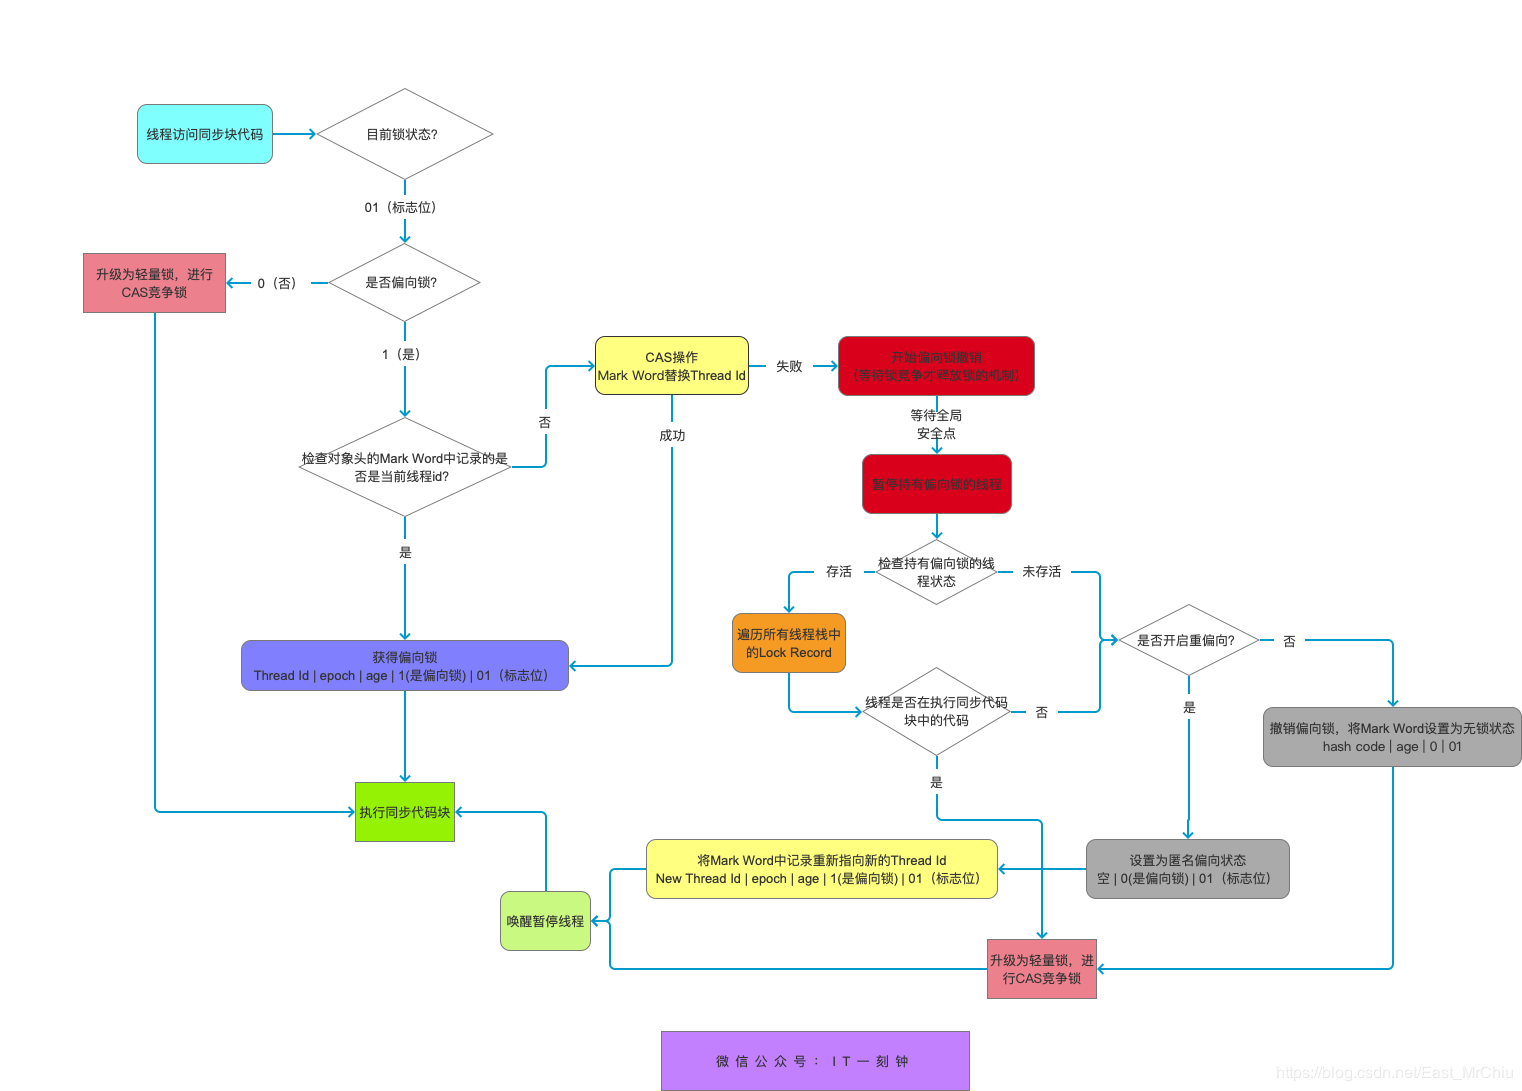 线程访问同步块代码
目前锁状态?
01（标志位）
升级为轻量锁，进行
CAS竞争锁
0（否）
是否偏向锁?
1（是）
CAS操作
Mark Word替换Thread Id
失败
开始偏向锁撤销
（等待锁竞争才释放锁的机制）
否
成功
等待全局
安全点
检查对象头的Mark Word中记录的是
否是当前线程id?
暂停持有偏向锁的线程
是
检查持有偏向锁的线
程状态
存活
未存活
遍历所有线程栈中
的Lock Record
是否开启重偏向?
否
获得偏向锁
Thread Id | epoch | age | 1(是偏向锁) | 01（标志位）
线程是否在执行同步代码
块中的代码
否
是
撤销偏向锁，将Mark Word设置为无锁状态
hash code | age | 0 | 01
是
执行同步代码块
将Mark Word中记录重新指向新的Thread Id
New Thread Id | epoch | age | 1(是偏向锁) | 01（标志位）
设置为匿名偏向状态
空 | 0(是偏向锁) | 01（标志位）
唤醒暂停线程
升级为轻量锁，进
行CAS竞争锁
微信公众号：IT一刻钟
https://blog.csdn.net/East_MrChiu